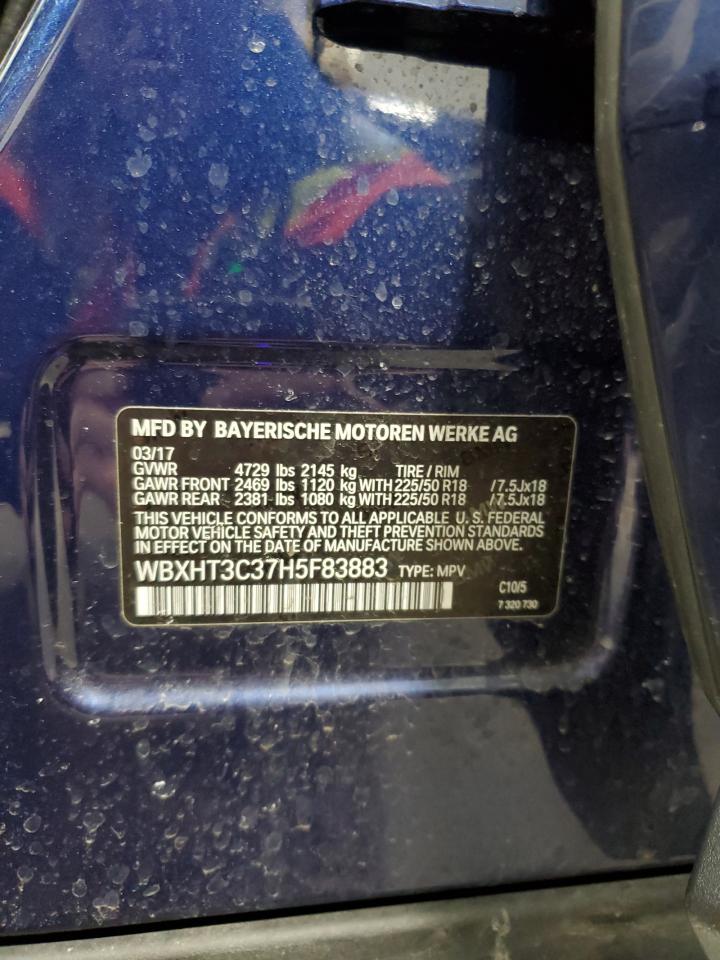 MFD BY BAYERISCHE MOTOREN WERKE AG
03/17
GVWR 4729 lbs 2145 kg TIRE / RIM
GAWR FRONT 2469 lbs 1120 kg WITH 225/50 R18 /7.5Jx18
GAWR REAR 2381 lbs 1080 kg WITH 225/50 R18 /7.5Jx18
THIS VEHICLE CONFORMS TO ALL APPLICABLE U. S. FEDERAL
MOTOR VEHICLE SAFETY AND THEFT PREVENTION STANDARDS
IN EFFECT ON THE DATE OF MANUFACTURE SHOWN ABOVE.
WBXHT3C37H5F83883 TYPE: MPV
C10/5
7 320 730